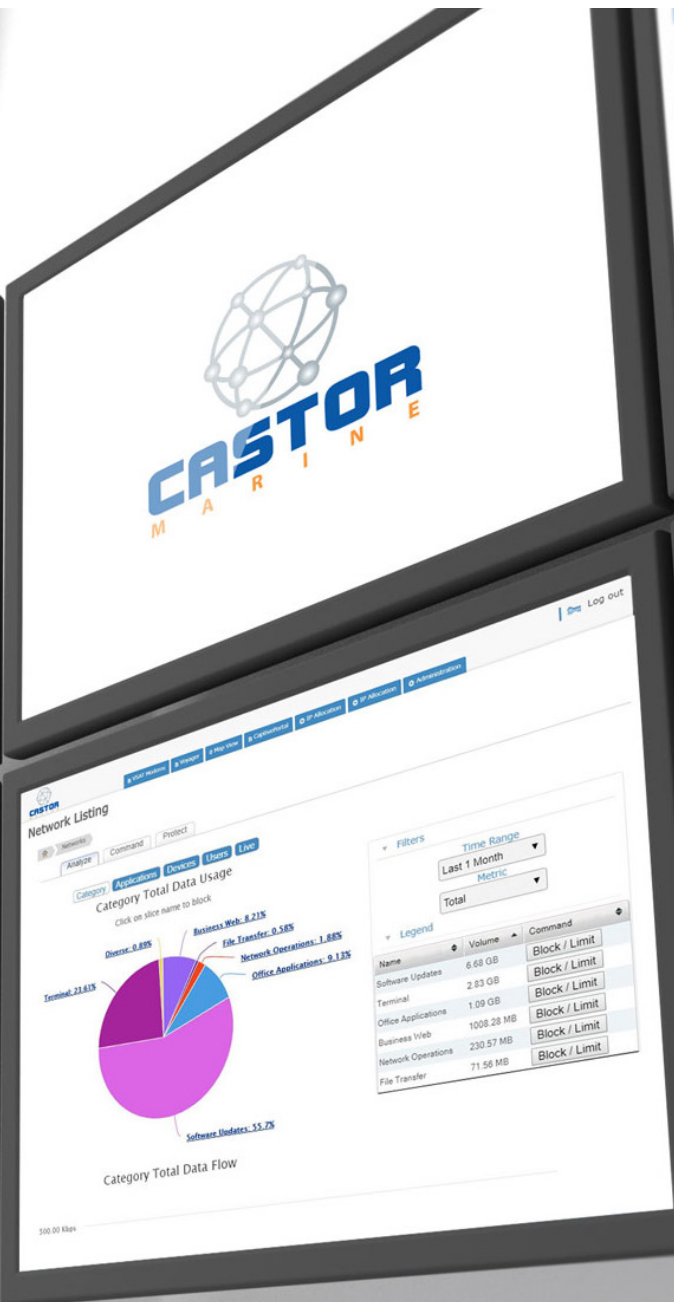 CASTOR
MARINE
Log out
CASTOR
VSAT Modems
Voyager
Map View
CaptivePortal
IP Allocation
IP Allocation
Administration
Network Listing
Networks
Analyze
Command
Protect
Category
Applications
Devices
Users
Live
Category Total Data Usage
Click on slice name to block
Diverse: 0.89%
Business Web: 8.21%
File Transfer: 0.58%
Network Operations: 1.88%
Office Applications: 9.13%
Terminal: 23.61%
Software Updates: 55.7%
Category Total Data Flow
500.00 Kbps
Filters
Time Range
Last 1 Month
Metric
Total
Legend
Name Volume Command
Software Updates 6.68 GB Block / Limit
Terminal 2.83 GB Block / Limit
Office Applications 1.09 GB Block / Limit
Business Web 1008.28 MB Block / Limit
Network Operations 230.57 MB Block / Limit
File Transfer 71.56 MB Block / Limit